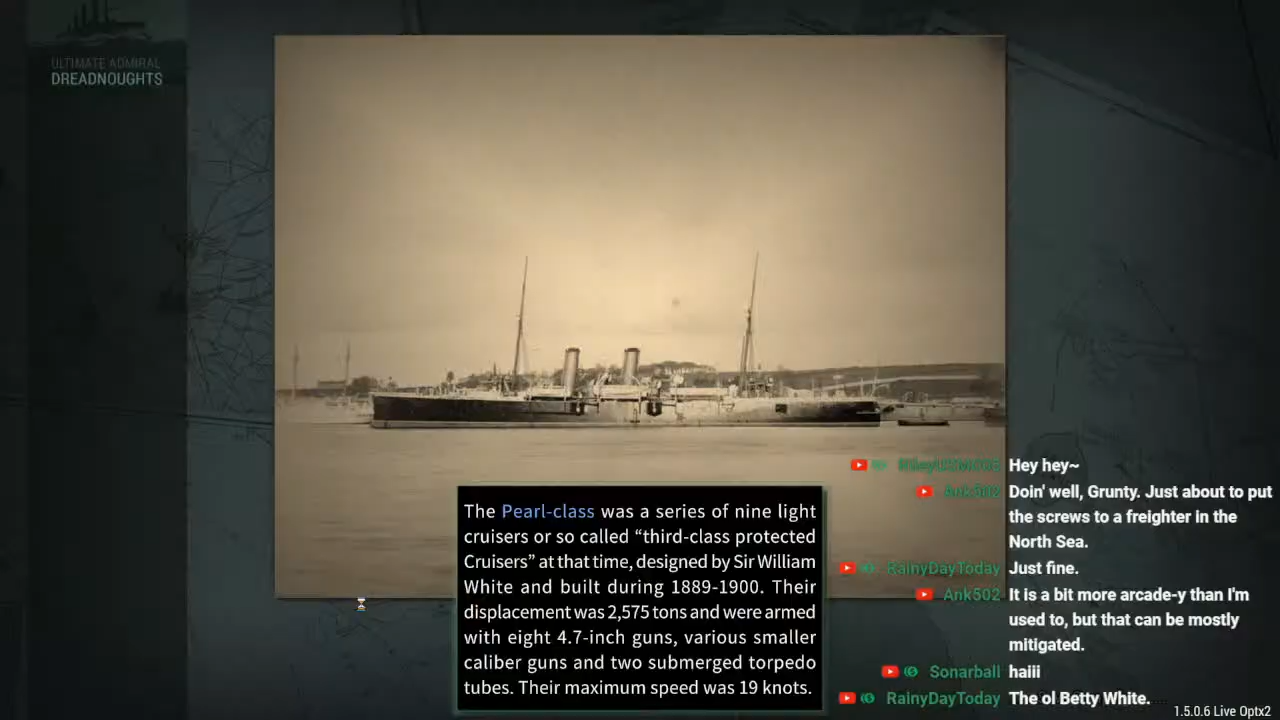 ULTIMATE ADMIRAL
DREADNOUGHTS
The Pearl-class was a series of nine light
cruisers or so called “third-class protected
Cruisers” at that time, designed by Sir William
White and built during 1889-1900. Their
displacement was 2,575 tons and were armed
with eight 4.7-inch guns, various smaller
caliber guns and two submerged torpedo
tubes. Their maximum speed was 19 knots.
Hey hey~
Ank502 Doin' well, Grunty. Just about to put
the screws to a freighter in the
North Sea.
RainyDayToday Just fine.
Ank502 It is a bit more arcade-y than I'm
used to, but that can be mostly
mitigated.
Sonarball haiii
RainyDayToday The ol Betty White.
1.5.0.6 Live Optx2